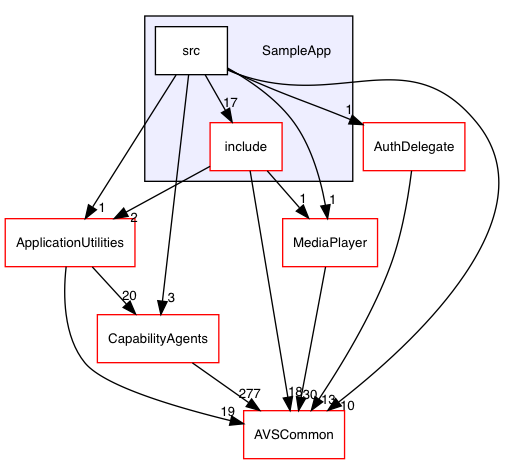 src
SampleApp
17
1
include
AuthDelegate
1
2
1
1
ApplicationUtilities
MediaPlayer
20
3
CapabilityAgents
277
18
30
13
10
19
AVSCommon